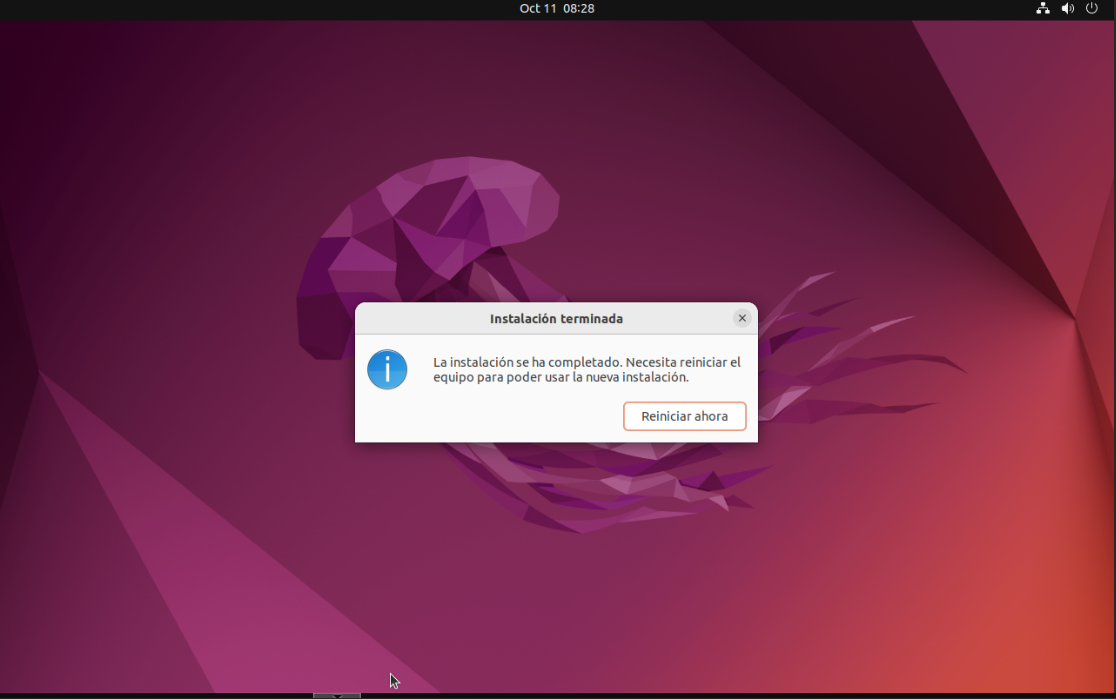 Oct 11 08:28
Instalación terminada
La instalación se ha completado. Necesita reiniciar el
equipo para poder usar la nueva instalación.
Reiniciar ahora